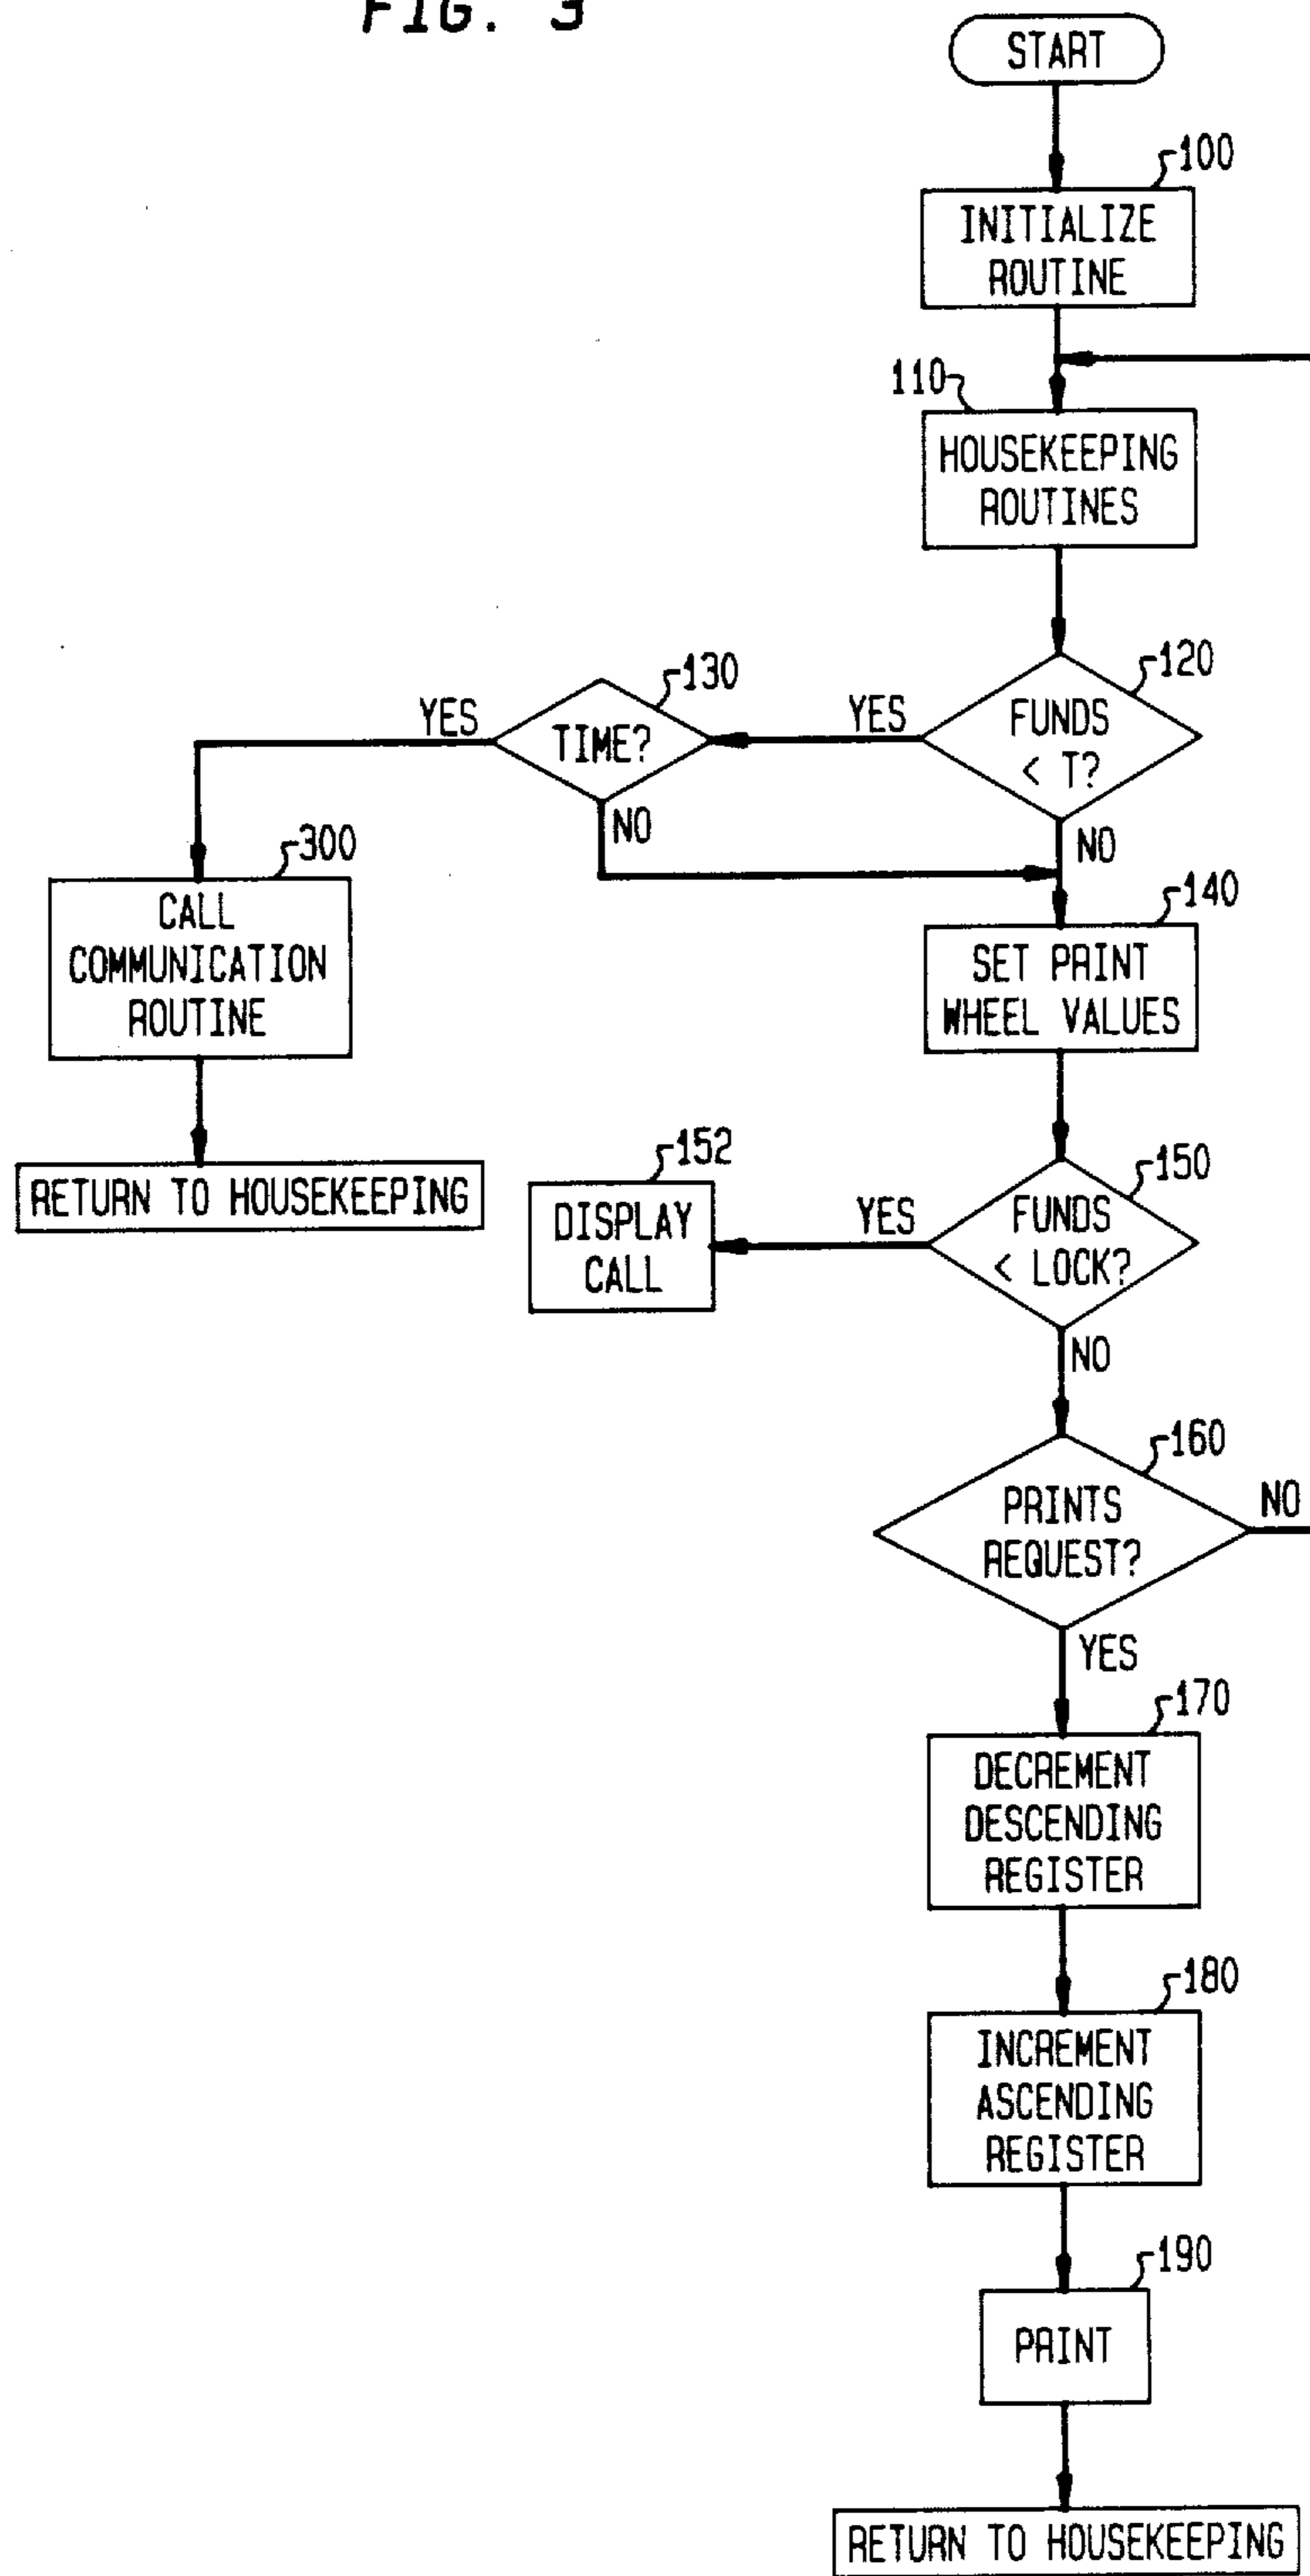 FIG. 3
START
100
INITIALIZE
ROUTINE
110
HOUSEKEEPING
ROUTINES
120
FUNDS
< T?
YES
NO
130
TIME?
YES
NO
300
CALL
COMMUNICATION
ROUTINE
RETURN TO HOUSEKEEPING
140
SET PRINT
WHEEL VALUES
150
FUNDS
< LOCK?
YES
NO
152
DISPLAY
CALL
160
PRINTS
REQUEST?
NO
YES
170
DECREMENT
DESCENDING
REGISTER
180
INCREMENT
ASCENDING
REGISTER
190
PRINT
RETURN TO HOUSEKEEPING